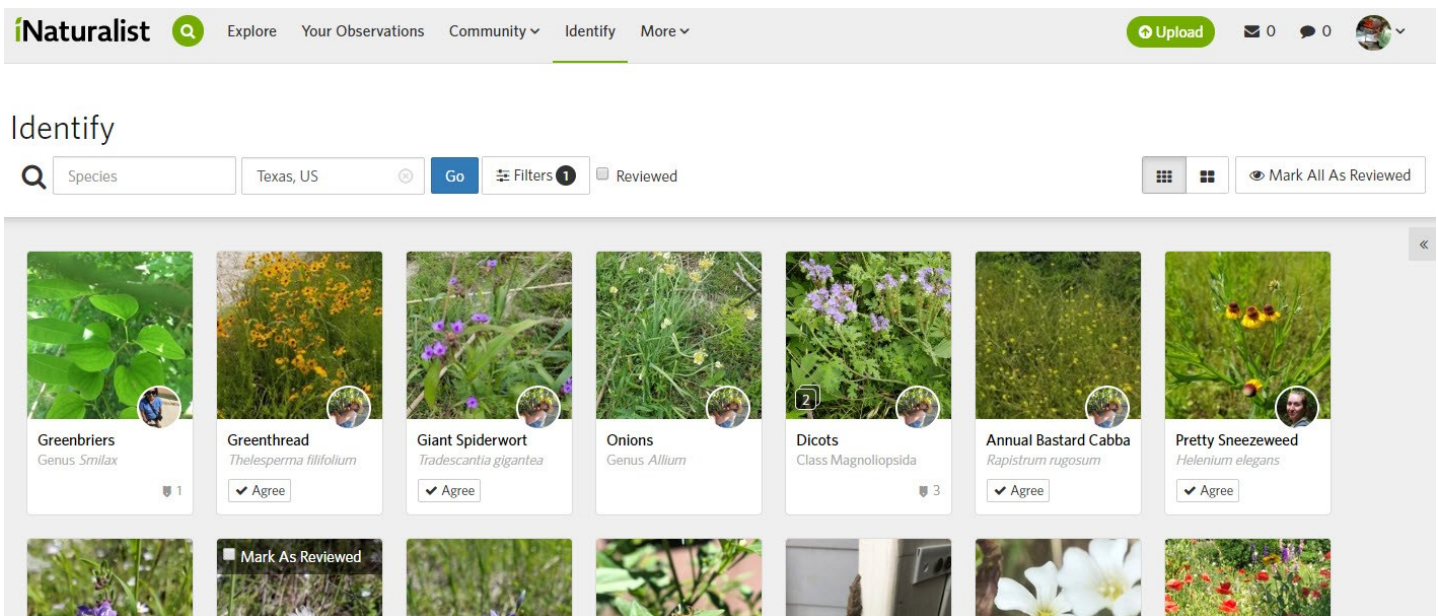 iNaturalist Explore Your Observations Community Identify More Upload 0 0
Identify
Species Texas, US Go Filters 1 Reviewed Mark All As Reviewed
2
Greenbriers Greenthread Giant Spiderwort Onions Dicots Annual Bastard Cabba Pretty Sneezeweed
Genus Smilax Thelesperma filifolium Tradescantia gigantea Genus Allium Class Magnoliopsida Rapistrum rugosum Helenium elegans
1 Agree Agree 3 Agree Agree
Mark As Reviewed